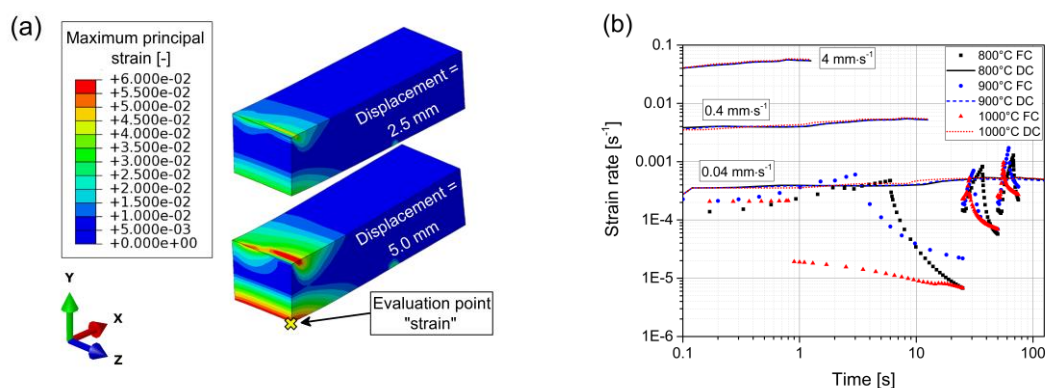 (a)
Maximum principal
strain [-]
+6.000e-02
+5.500e-02
+5.000e-02
+4.500e-02
+4.000e-02
+3.500e-02
+3.000e-02
+2.500e-02
+2.000e-02
+1.500e-02
+1.000e-02
+5.000e-03
+0.000e+00
Displacement =
2.5 mm
Displacement =
5.0 mm
Evaluation point
"strain"
Y
X
Z
(b)
Strain rate [s-1]
0.1
0.01
0.001
1E-4
1E-5
1E-6
4 mm·s-1
0.4 mm·s-1
0.04 mm·s-1
800°C FC
800°C DC
900°C FC
900°C DC
1000°C FC
1000°C DC
0.1
1
10
100
Time [s]